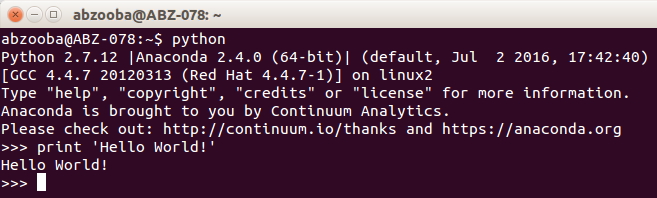 abzooba@ABZ-078: ~
abzooba@ABZ-078:~$ python
Python 2.7.12 |Anaconda 2.4.0 (64-bit)| (default, Jul  2 2016, 17:42:40)
[GCC 4.4.7 20120313 (Red Hat 4.4.7-1)] on linux2
Type "help", "copyright", "credits" or "license" for more information.
Anaconda is brought to you by Continuum Analytics.
Please check out: http://continuum.io/thanks and https://anaconda.org
>>> print 'Hello World!'
Hello World!
>>>